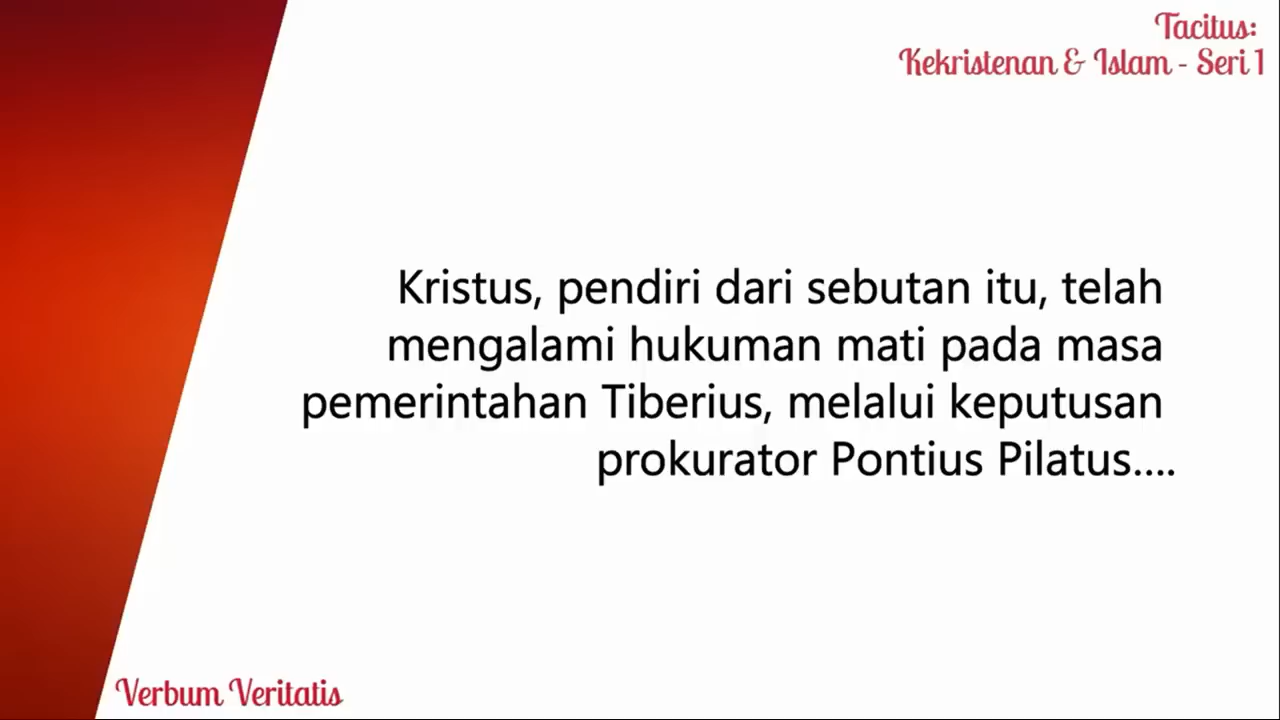 Tacitus:
Kekristenan & Islam - Seri 1
Kristus, pendiri dari sebutan itu, telah
mengalami hukuman mati pada masa
pemerintahan Tiberius, melalui keputusan
prokurator Pontius Pilatus....
Verbum Veritatis